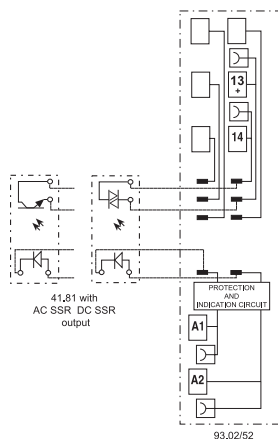 13
+
14
41.81 with
AC SSR DC SSR
output
PROTECTION
AND
INDICATION CIRCUIT
A1
A2
93.02/52